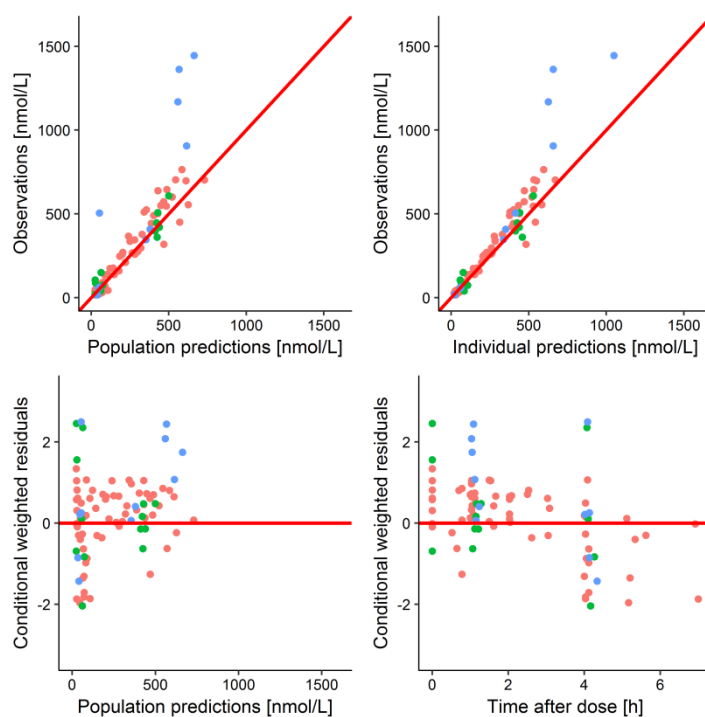 Observations [nmol/L]
1500
1000
500
0
0 500 1000 1500
Population predictions [nmol/L]
Observations [nmol/L]
1500
1000
500
0
0 500 1000 1500
Individual predictions [nmol/L]
Conditional weighted residuals
2
0
-2
0 500 1000 1500
Population predictions [nmol/L]
Conditional weighted residuals
2
0
-2
0 2 4 6
Time after dose [h]